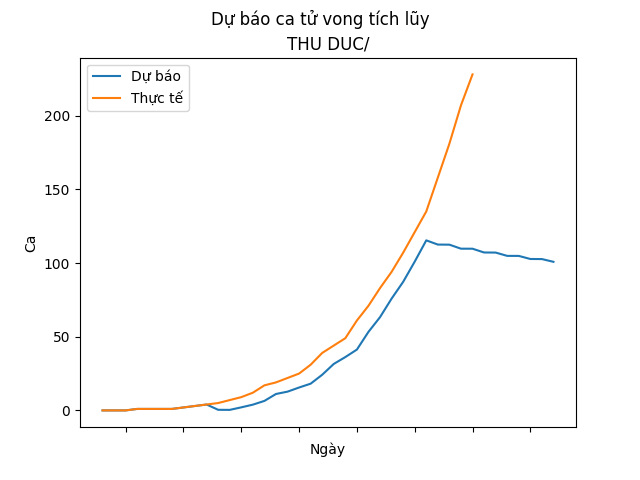 Dự báo ca tử vong tích lũy
THU DUC/
Dự báo
Thực tế
200
150
100
50
0
Ca
Ngày